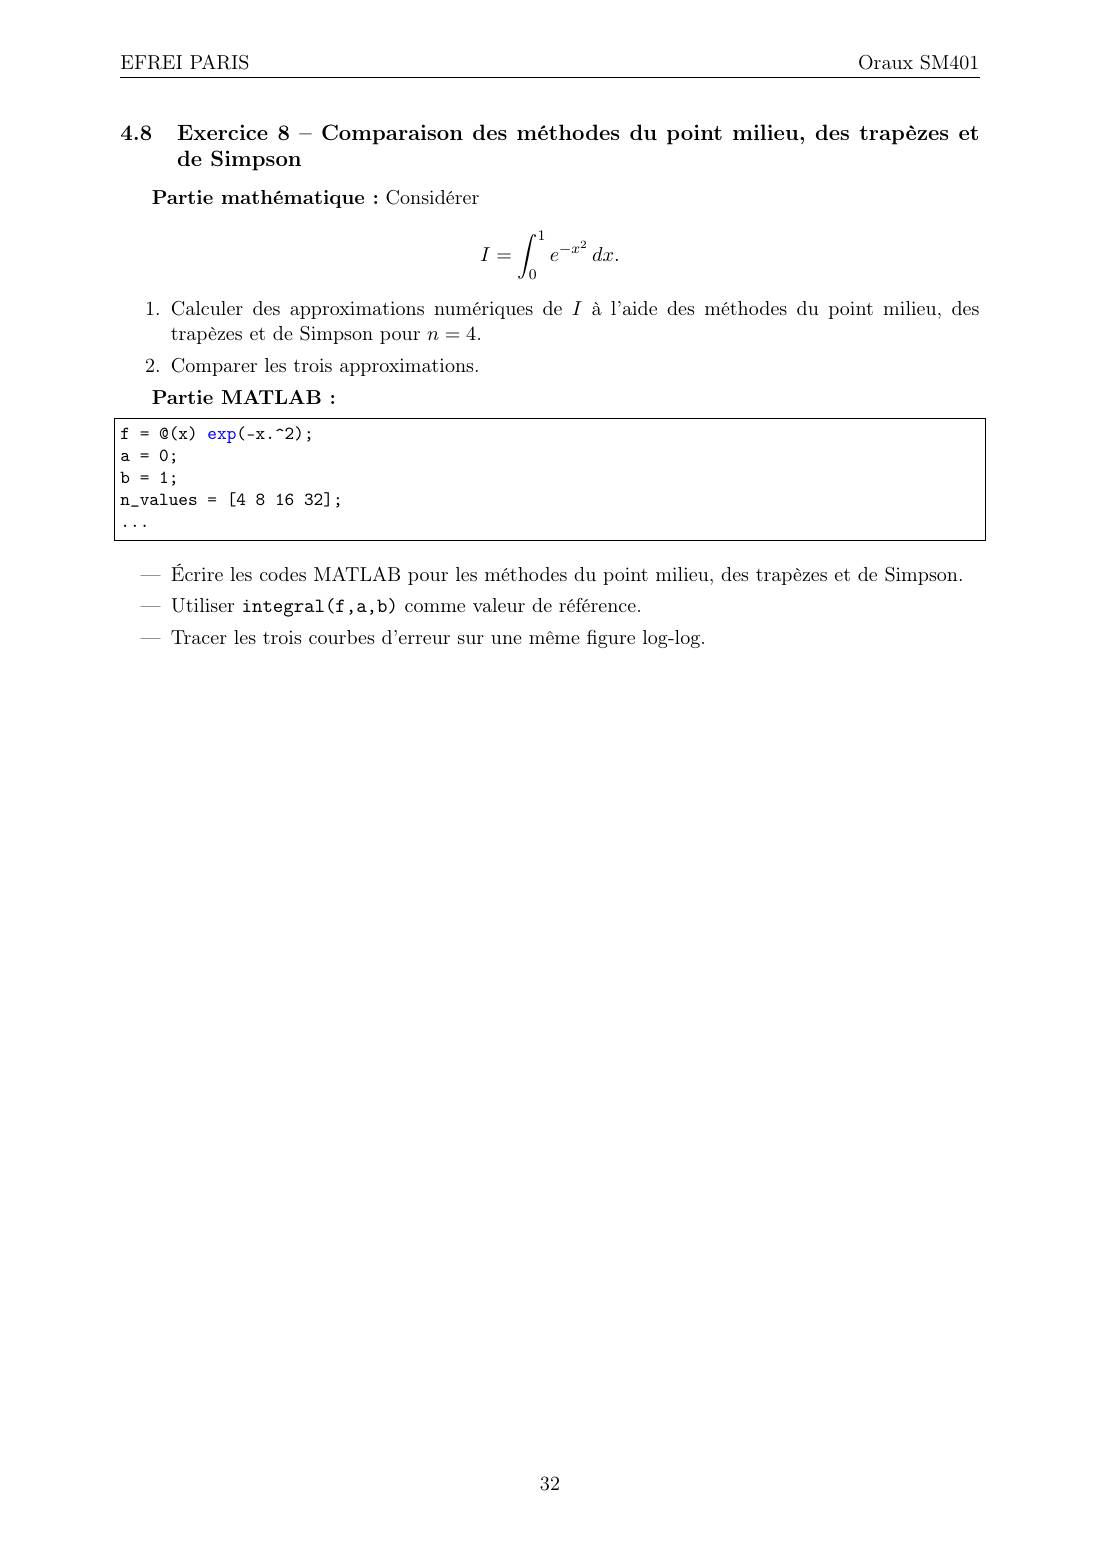 EFREI PARIS
Oraux SM401
4.8 Exercice 8 – Comparaison des méthodes du point milieu, des trapèzes et
de Simpson
Partie mathématique : Considérer
I = ∫₀¹ e^{−x²} dx.
1. Calculer des approximations numériques de I à l'aide des méthodes du point milieu, des
trapèzes et de Simpson pour n = 4.
2. Comparer les trois approximations.
Partie MATLAB :
f = @(x) exp(-x.^2);
a = 0;
b = 1;
n_values = [4 8 16 32];
...
— Écrire les codes MATLAB pour les méthodes du point milieu, des trapèzes et de Simpson.
— Utiliser integral(f,a,b) comme valeur de référence.
— Tracer les trois courbes d'erreur sur une même figure log-log.
32